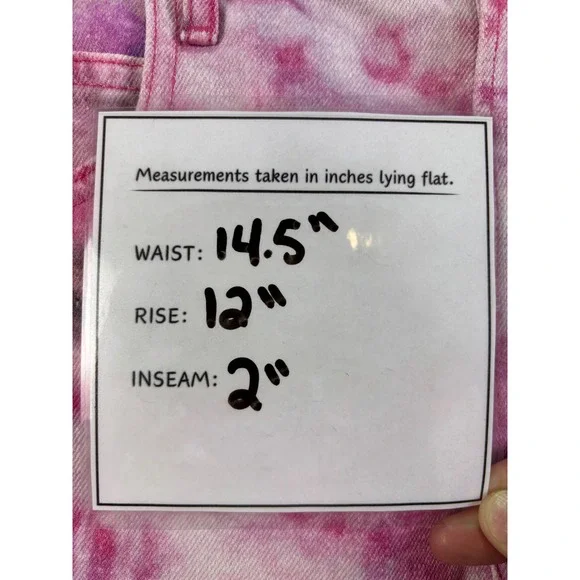 Measurements taken in inches lying flat.
WAIST: 14.5"
RISE: 12"
INSEAM: 2"